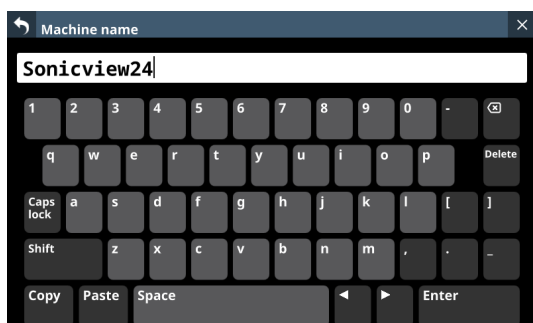 Machine name
Sonicview24
1 2 3 4 5 6 7 8 9 0 -
q w e r t y u i o p Delete
Caps lock a s d f g h j k l [ ]
Shift z x c v b n m , . _
Copy Paste Space Enter